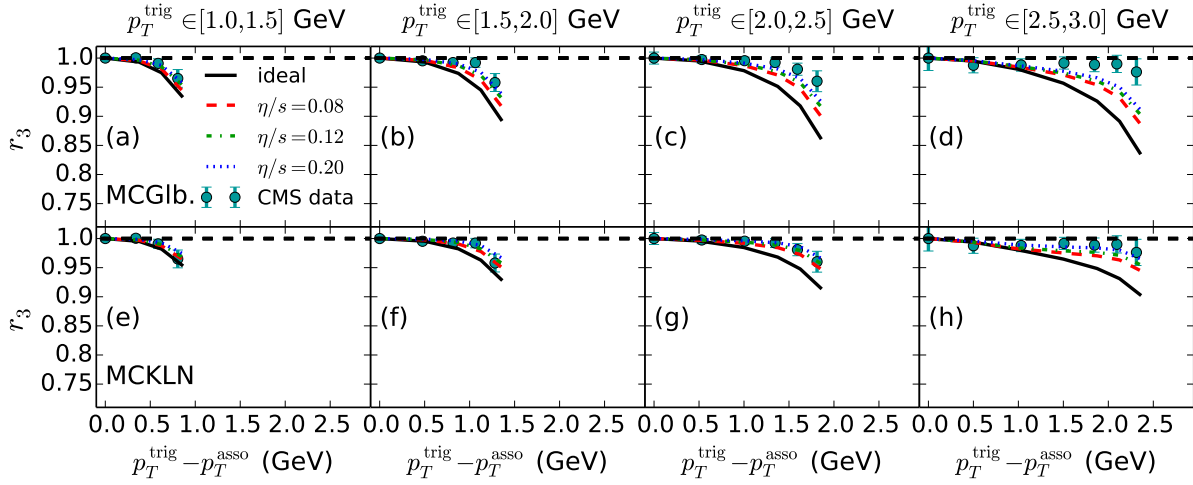 p_T^trig ∈[1.0,1.5] GeV
p_T^trig ∈[1.5,2.0] GeV
p_T^trig ∈[2.0,2.5] GeV
p_T^trig ∈[2.5,3.0] GeV
1.0
0.95
0.9
0.85
0.8
0.75
r_3
ideal
η/s=0.08
η/s=0.12
η/s=0.20
CMS data
(a)
MCGlb.
(b)
(c)
(d)
1.0
0.95
0.9
0.85
0.8
0.75
r_3
(e)
MCKLN
(f)
(g)
(h)
0.0 0.5 1.0 1.5 2.0 2.5
0.0 0.5 1.0 1.5 2.0 2.5
0.0 0.5 1.0 1.5 2.0 2.5
0.0 0.5 1.0 1.5 2.0 2.5
p_T^trig−p_T^asso (GeV)
p_T^trig−p_T^asso (GeV)
p_T^trig−p_T^asso (GeV)
p_T^trig−p_T^asso (GeV)